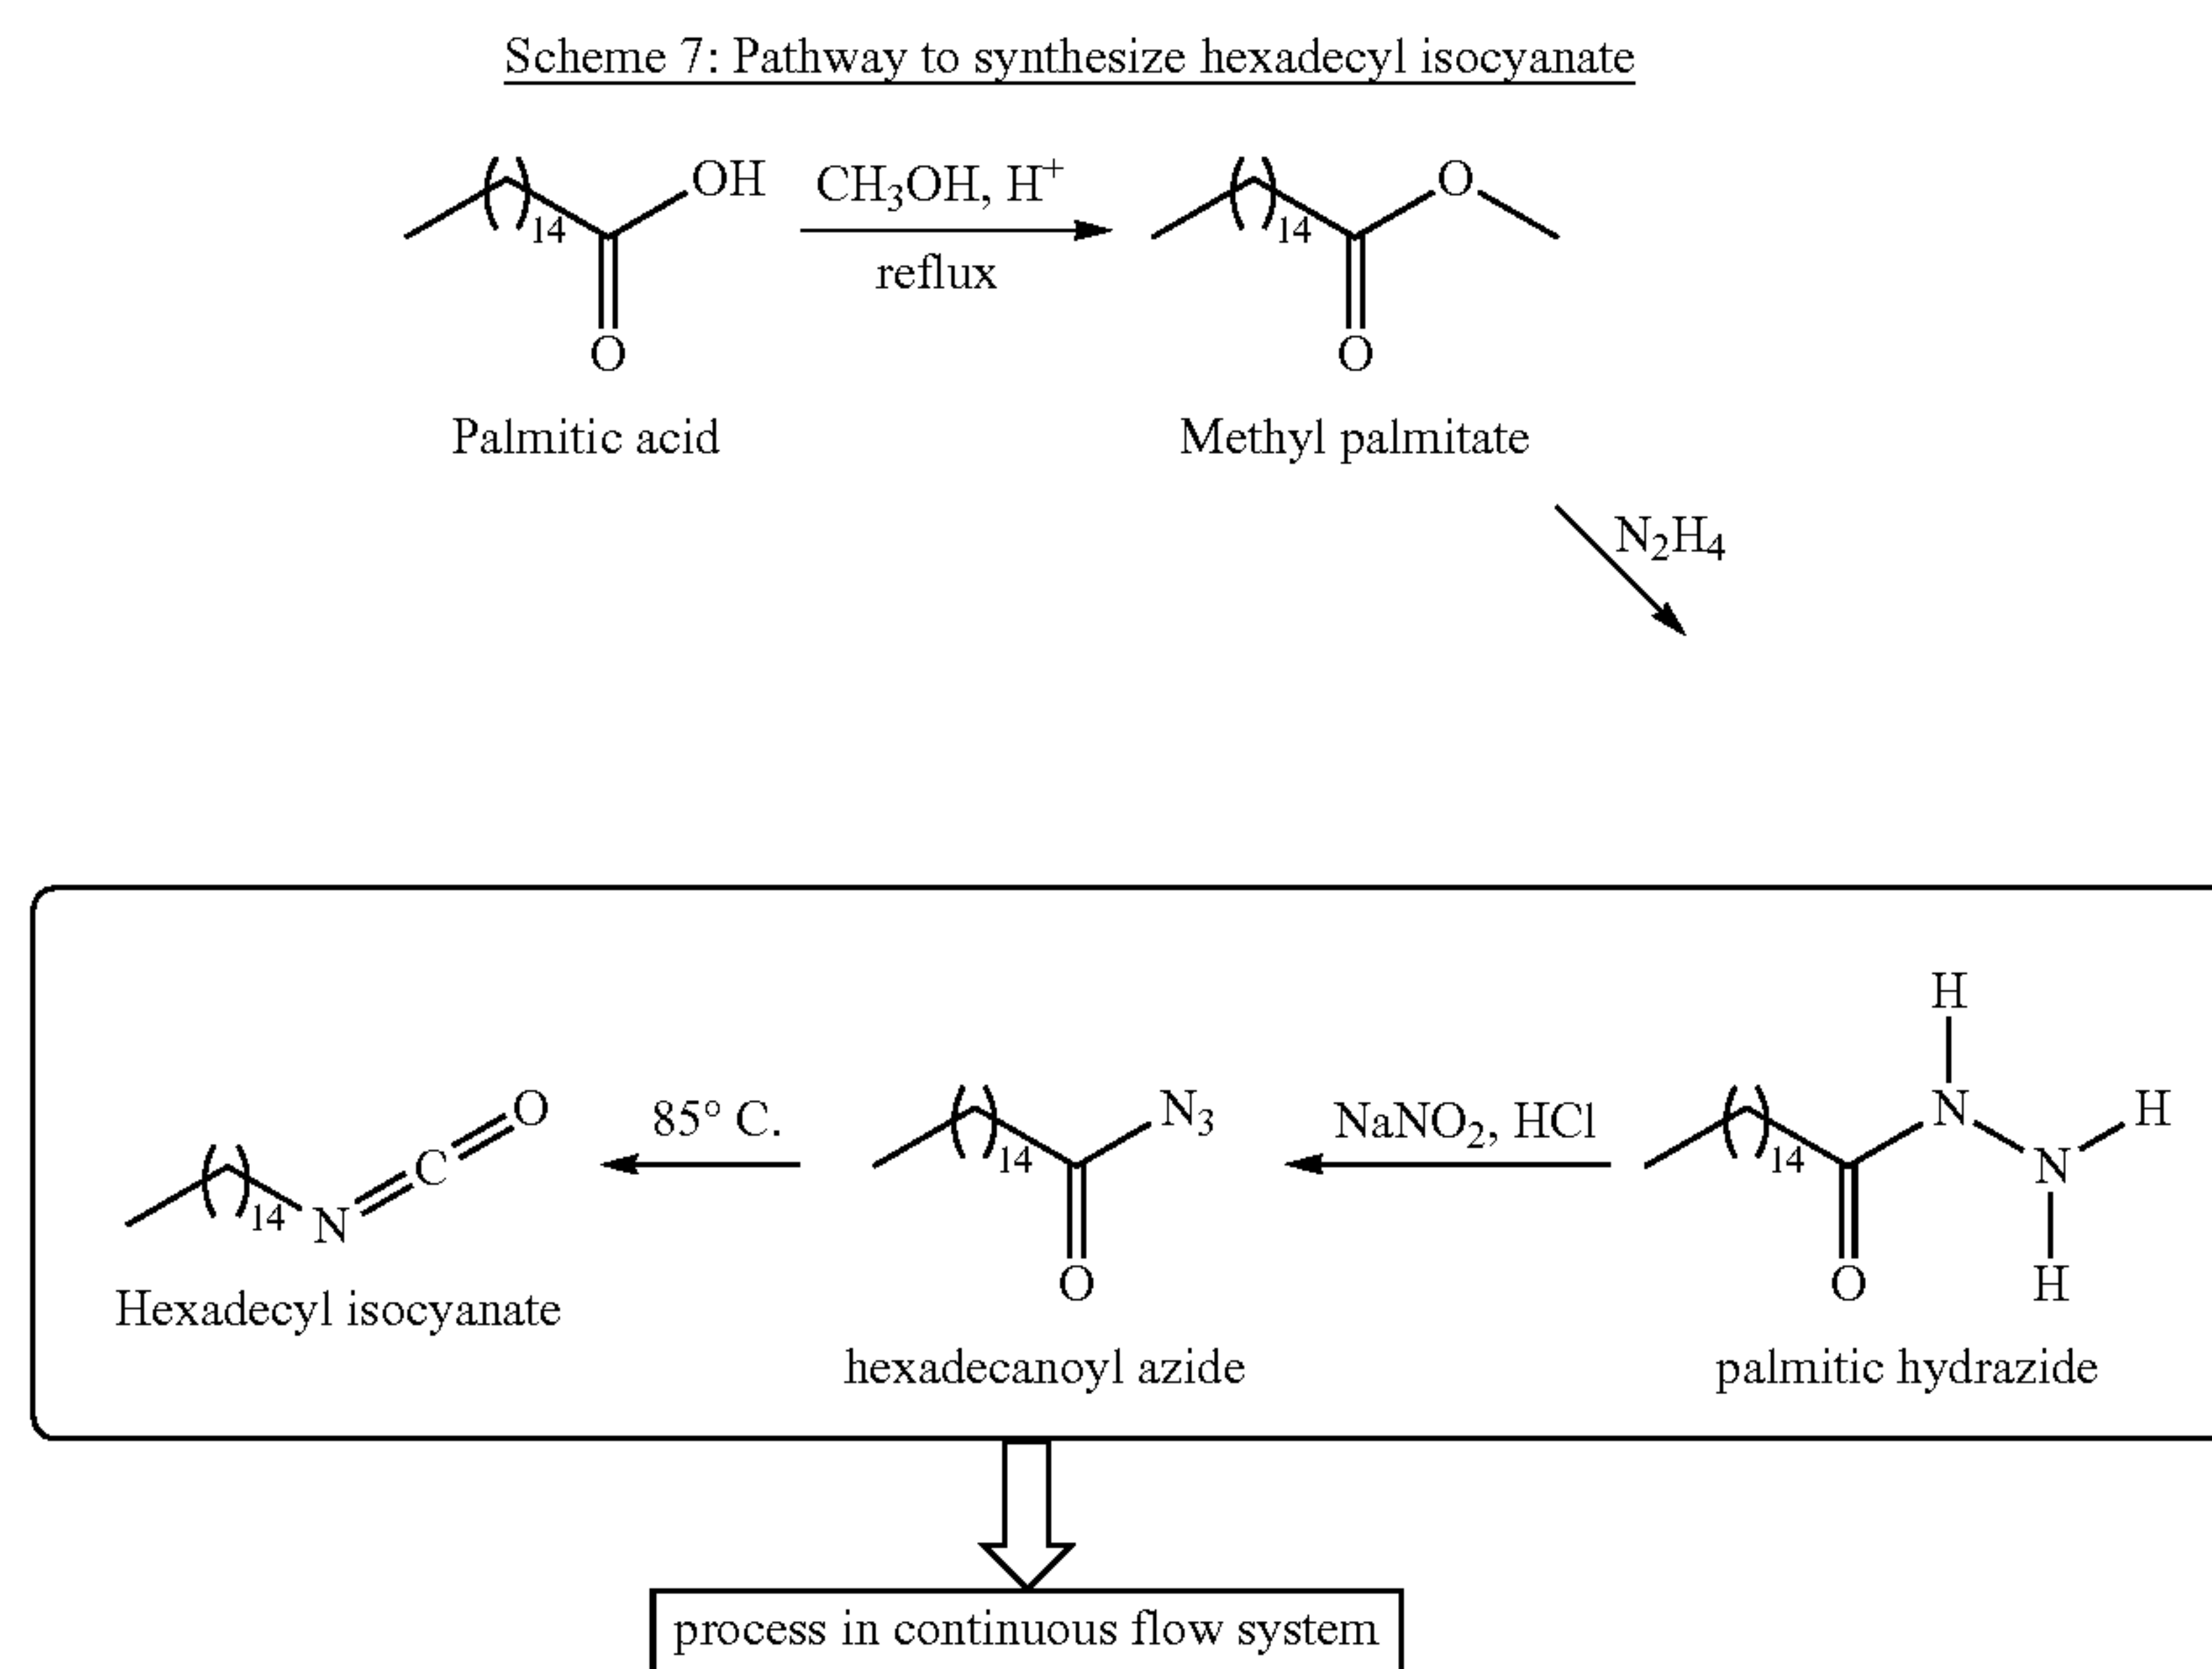 Scheme 7: Pathway to synthesize hexadecyl isocyanate
( )14 OH O
CH3OH, H+
reflux
( )14 O O
Palmitic acid
Methyl palmitate
N2H4
( )14 N C O
85° C.
( )14 N3 O
NaNO2, HCl
( )14 O H N N H H
Hexadecyl isocyanate
hexadecanoyl azide
palmitic hydrazide
process in continuous flow system